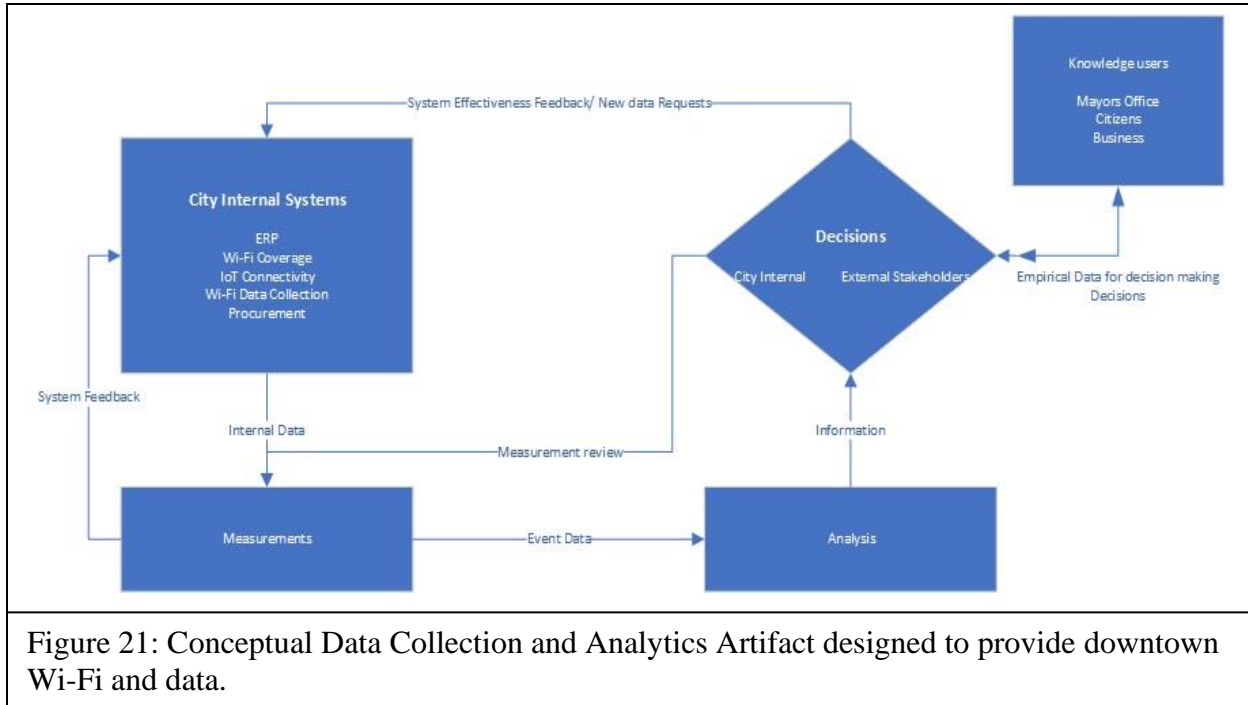 Knowledge users
Mayors Office
Citizens
Business
System Effectiveness Feedback/ New data Requests
City Internal Systems
ERP
Wi-Fi Coverage
IoT Connectivity
Wi-Fi Data Collection
Procurement
Decisions
City Internal
External Stakeholders
Empirical Data for decision making
Decisions
System Feedback
Internal Data
Measurement review
Information
Measurements
Event Data
Analysis
Figure 21: Conceptual Data Collection and Analytics Artifact designed to provide downtown
Wi-Fi and data.